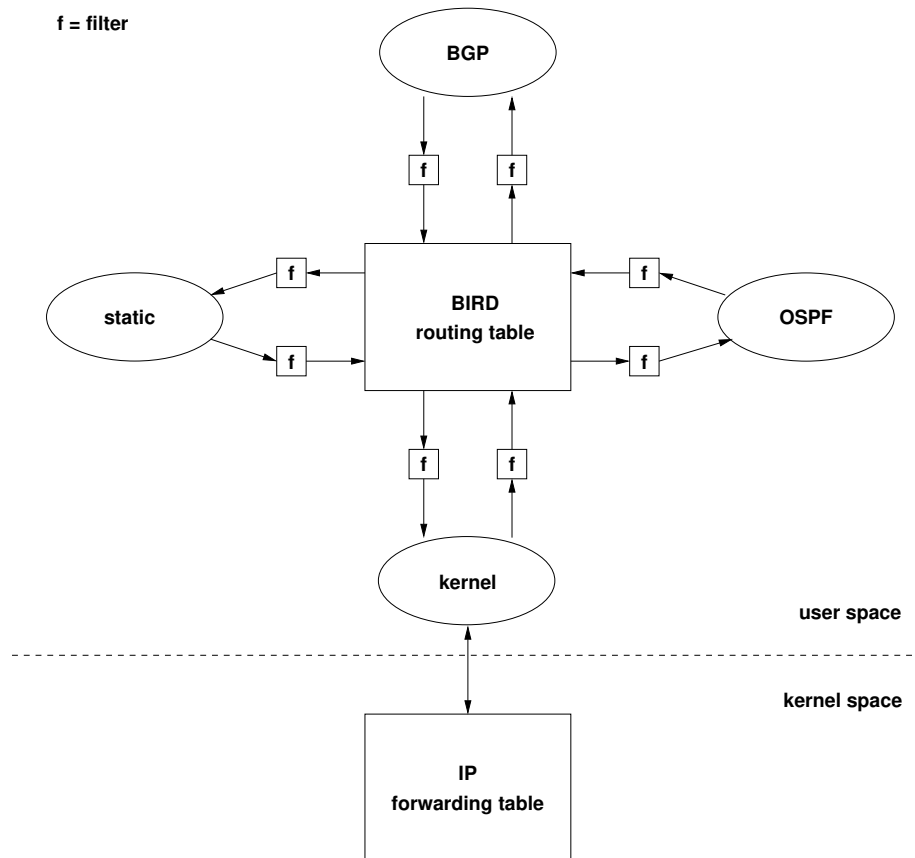 f = filter
BGP
f
f
f
f
BIRD
routing table
static
OSPF
f
f
f
f
kernel
user space
kernel space
IP
forwarding table